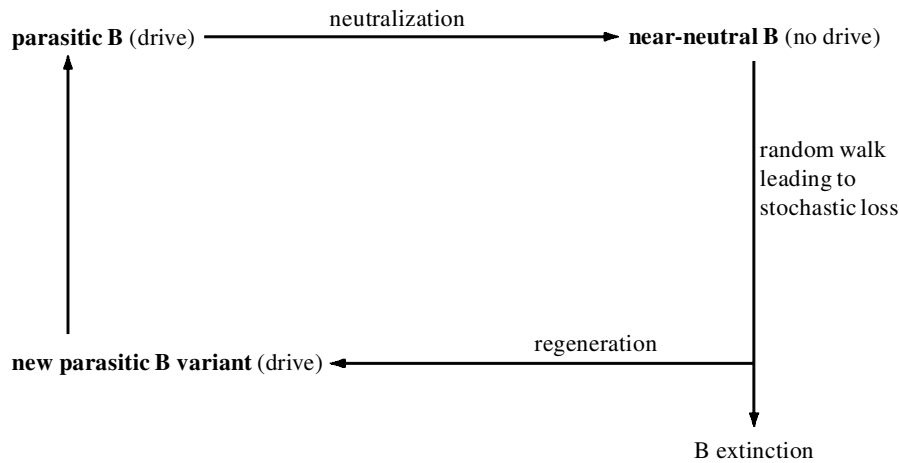 neutralization
parasitic B (drive)
near-neutral B (no drive)
random walk
leading to
stochastic loss
regeneration
new parasitic B variant (drive)
B extinction